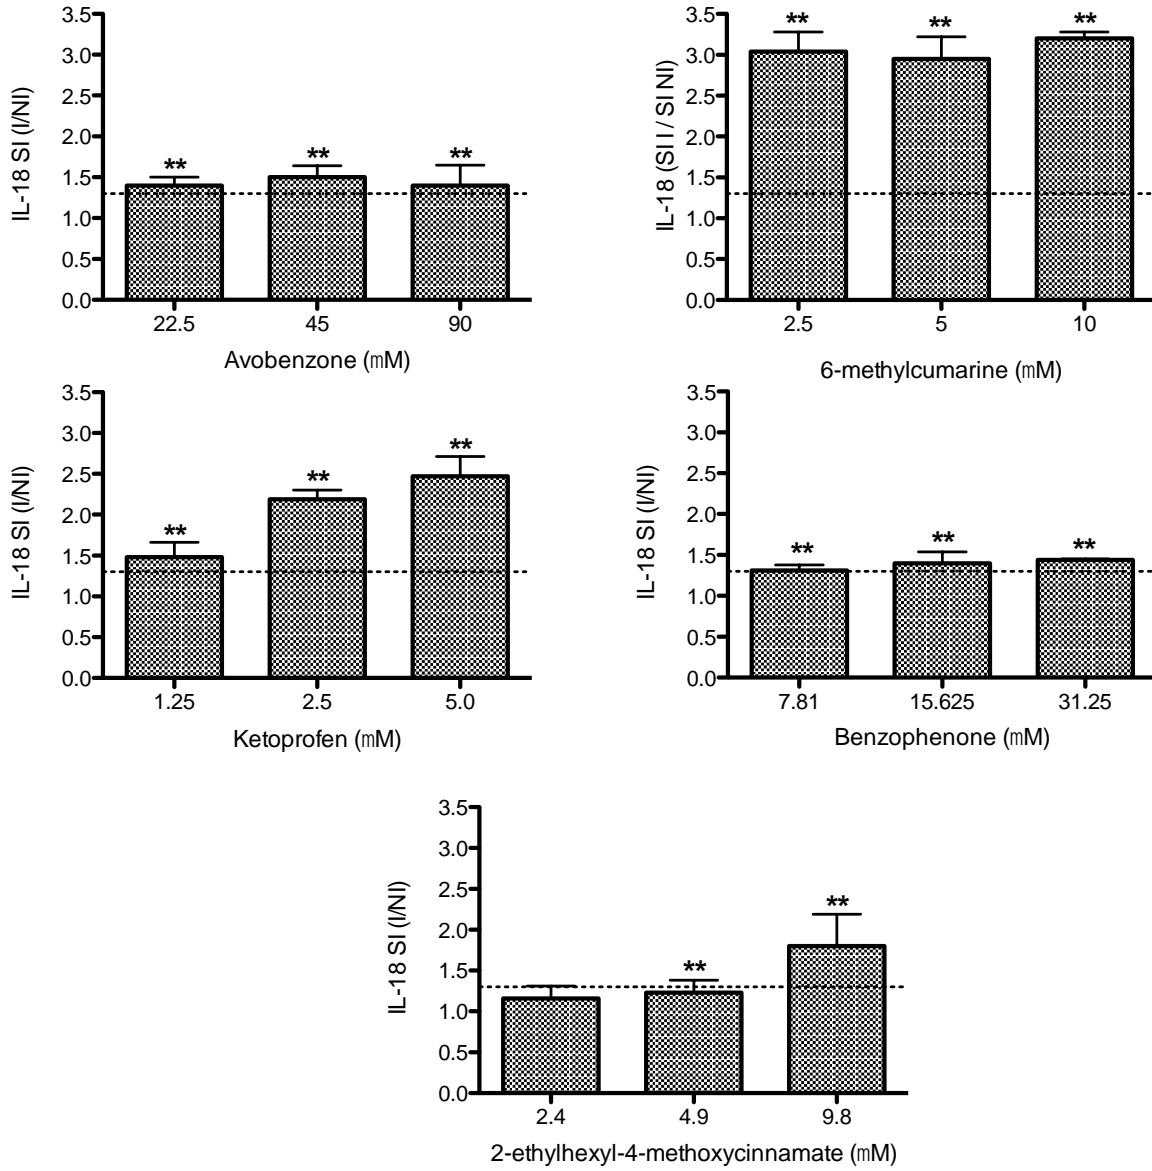 3.5
3.0
2.5
2.0
1.5
1.0
0.5
0.0
IL-18 SI (I/NI)
** ** **
22.5 45 90
Avobenzone (mM)
3.5
3.0
2.5
2.0
1.5
1.0
0.5
0.0
IL-18 (SI I / SI NI)
** ** **
2.5 5 10
6-methylcumarine (mM)
3.5
3.0
2.5
2.0
1.5
1.0
0.5
0.0
IL-18 SI (I/NI)
** ** **
1.25 2.5 5.0
Ketoprofen (mM)
3.5
3.0
2.5
2.0
1.5
1.0
0.5
0.0
IL-18 SI (I/NI)
** ** **
7.81 15.625 31.25
Benzophenone (mM)
3.5
3.0
2.5
2.0
1.5
1.0
0.5
0.0
IL-18 SI (I/NI)
** **
2.4 4.9 9.8
2-ethylhexyl-4-methoxycinnamate (mM)